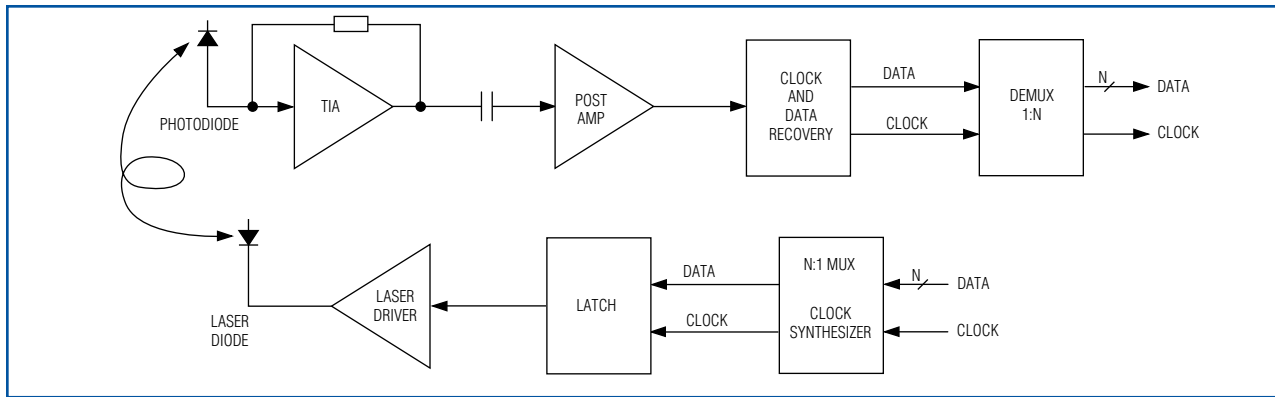 PHOTODIODE
TIA
POST
AMP
CLOCK
AND
DATA
RECOVERY
DATA
CLOCK
DEMUX
1:N
N
DATA
CLOCK
LASER
DIODE
LASER
DRIVER
LATCH
DATA
CLOCK
N:1 MUX
CLOCK
SYNTHESIZER
N
DATA
CLOCK